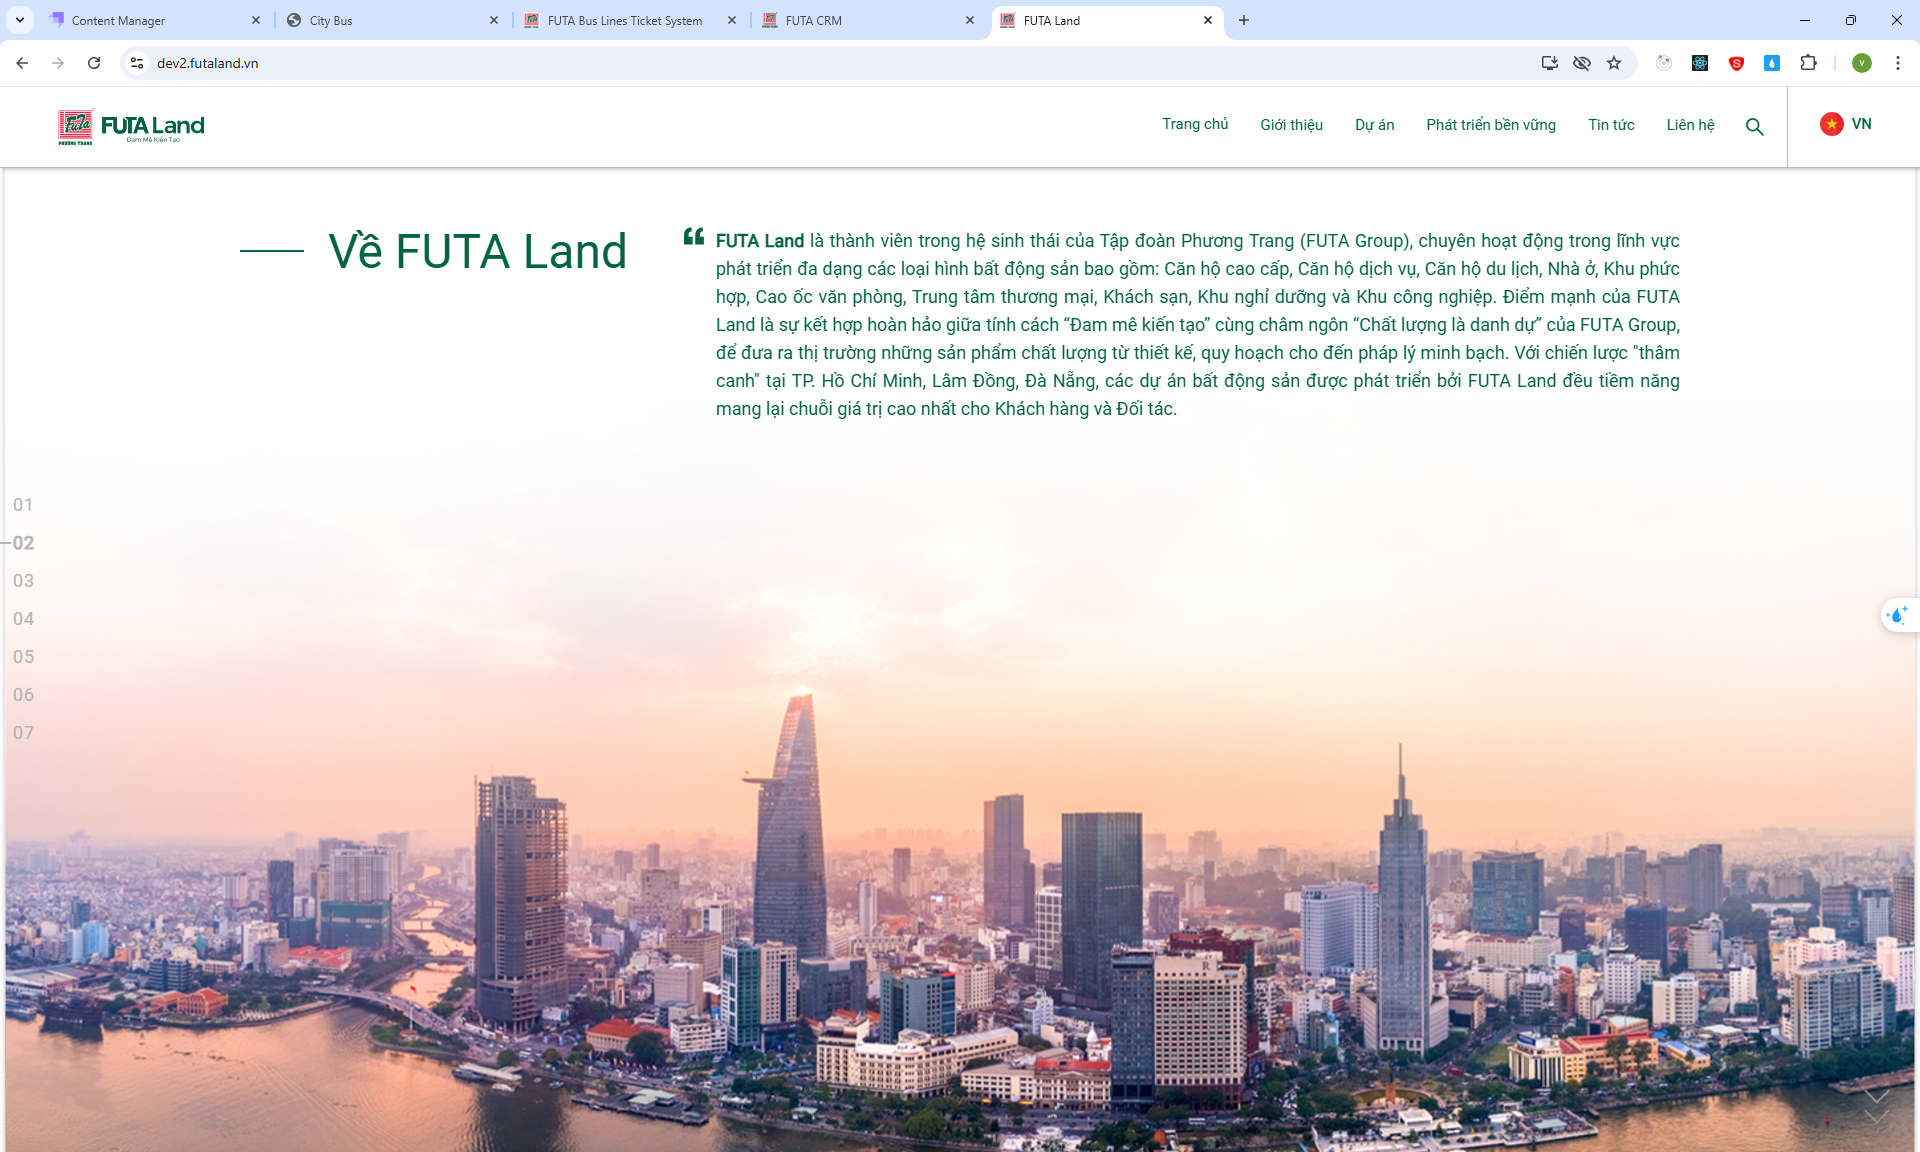 Content Manager
City Bus
FUTA Bus Lines Ticket System
FUTA CRM
FUTA Land
dev2.futaland.vn
V
FUTA
PHƯƠNG TRANG
FUTA Land
Đam Mê Kiến Tạo
Trang chủ
Giới thiệu
Dự án
Phát triển bền vững
Tin tức
Liên hệ
VN
Về FUTA Land
“ FUTA Land là thành viên trong hệ sinh thái của Tập đoàn Phương Trang (FUTA Group), chuyên hoạt động trong lĩnh vực
phát triển đa dạng các loại hình bất động sản bao gồm: Căn hộ cao cấp, Căn hộ dịch vụ, Căn hộ du lịch, Nhà ở, Khu phức
hợp, Cao ốc văn phòng, Trung tâm thương mại, Khách sạn, Khu nghỉ dưỡng và Khu công nghiệp. Điểm mạnh của FUTA
Land là sự kết hợp hoàn hảo giữa tính cách “Đam mê kiến tạo” cùng châm ngôn “Chất lượng là danh dự” của FUTA Group,
để đưa ra thị trường những sản phẩm chất lượng từ thiết kế, quy hoạch cho đến pháp lý minh bạch. Với chiến lược "thâm
canh" tại TP. Hồ Chí Minh, Lâm Đồng, Đà Nẵng, các dự án bất động sản được phát triển bởi FUTA Land đều tiềm năng
mang lại chuỗi giá trị cao nhất cho Khách hàng và Đối tác.
01
02
03
04
05
06
07